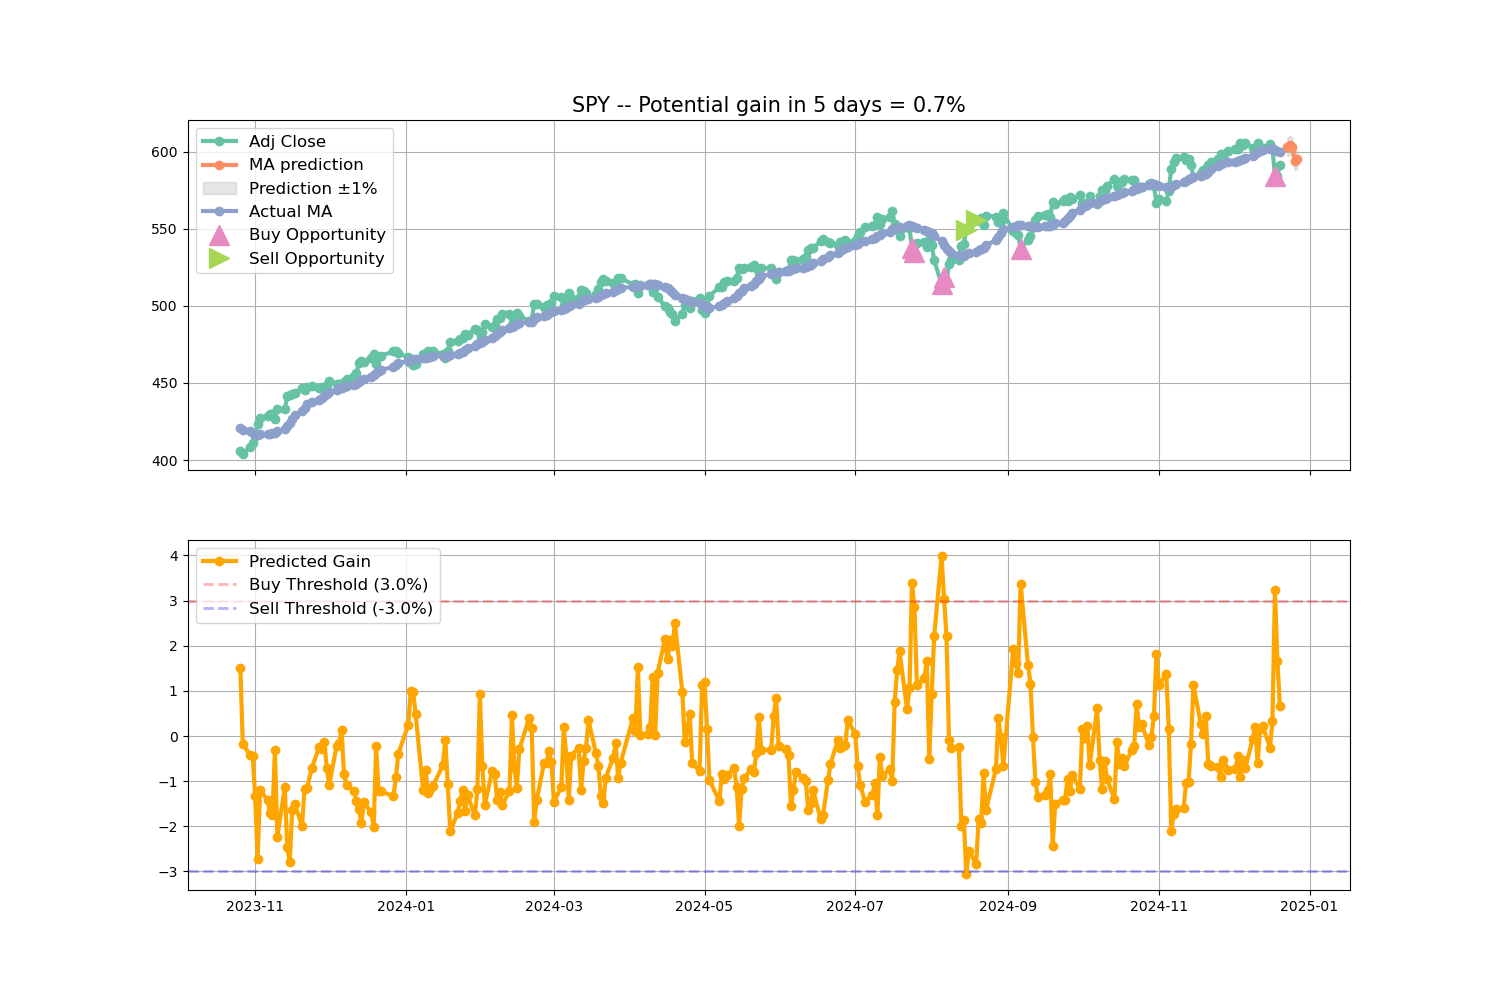 SPY -- Potential gain in 5 days = 0.7%
Adj Close
MA prediction
Prediction ±1%
Actual MA
Buy Opportunity
Sell Opportunity
600
550
500
450
400
Predicted Gain
Buy Threshold (3.0%)
Sell Threshold (-3.0%)
4
3
2
1
0
−1
−2
−3
2023-11 2024-01 2024-03 2024-05 2024-07 2024-09 2024-11 2025-01